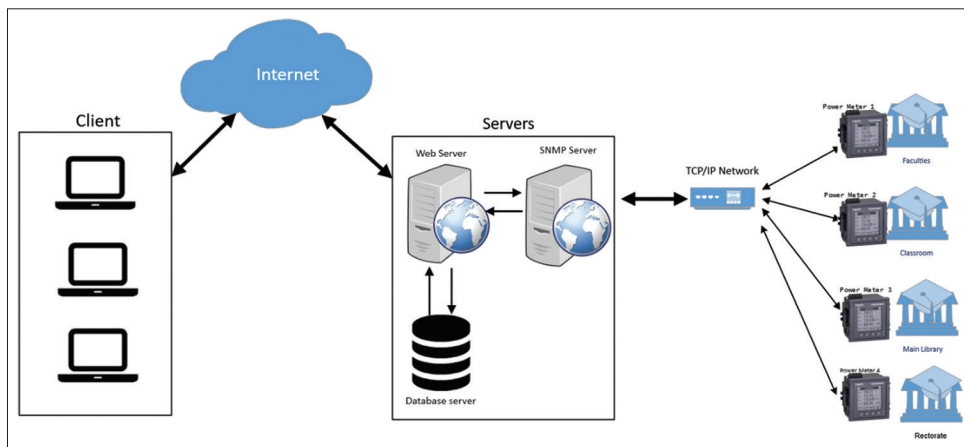 Internet
Client
Servers
Web Server
SNMP Server
Database server
TCP/IP Network
Power Meter 1
Faculties
Power Meter 2
Classroom
Power Meter 3
Main Library
Power Meter 4
Rectorate